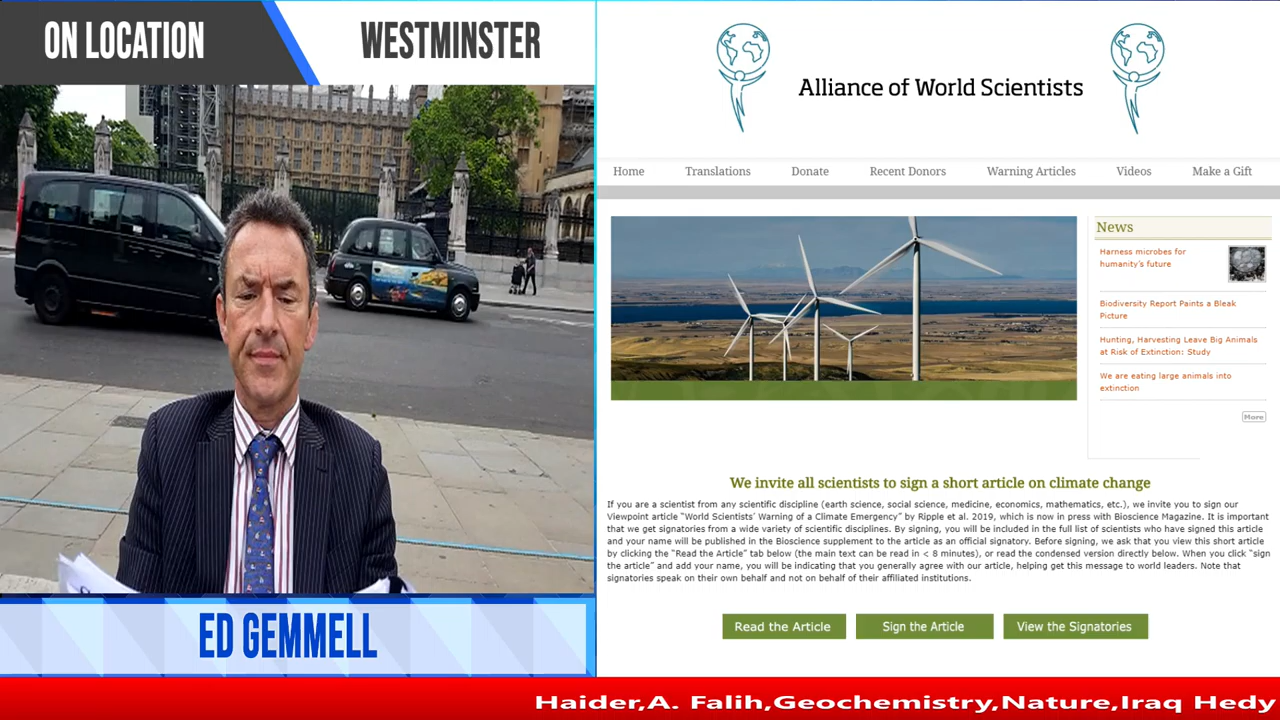 ON LOCATION
WESTMINSTER
ED GEMMELL
Alliance of World Scientists
Home
Translations
Donate
Recent Donors
Warning Articles
Videos
Make a Gift
News
Harness microbes for
humanity's future
Biodiversity Report Paints a Bleak
Picture
Hunting, Harvesting Leave Big Animals
at Risk of Extinction: Study
We are eating large animals into
extinction
More
We invite all scientists to sign a short article on climate change
If you are a scientist from any scientific discipline (earth science, social science, medicine, economics, mathematics, etc.), we invite you to sign our
Viewpoint article "World Scientists' Warning of a Climate Emergency" by Ripple et al. 2019, which is now in press with Bioscience Magazine. It is important
that we get signatories from a wide variety of scientific disciplines. By signing, you will be included in the full list of scientists who have signed this article
and your name will be published in the Bioscience supplement to the article as an official signatory. Before signing, we ask that you view this short article
by clicking the "Read the Article" tab below (the main text can be read in < 8 minutes), or read the condensed version directly below. When you click "sign
the article" and add your name, you will be indicating that you generally agree with our article, helping get this message to world leaders. Note that
signatories speak on their own behalf and not on behalf of their affiliated institutions.
Read the Article
Sign the Article
View the Signatories
Haider,A. Falih,Geochemistry,Nature,Iraq Hedy